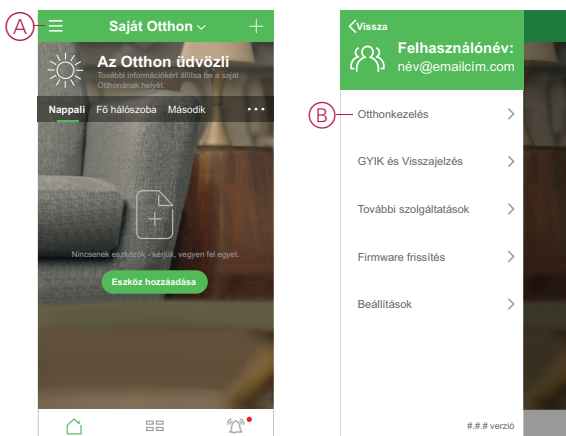 A
Saját Otthon
Az Otthon üdvözli
További információkért állítsa be a saját
Otthonának helyét.
Nappali Fő hálószoba Második
Nincsenek eszközök - kérjük, vegyen fel egyet.
Eszköz hozzáadása
Vissza
Felhasználónév:
név@emailcím.com
B
Otthonkezelés
GYIK és Visszajelzés
További szolgáltatások
Firmware frissítés
Beállítások
#.#.# verzió